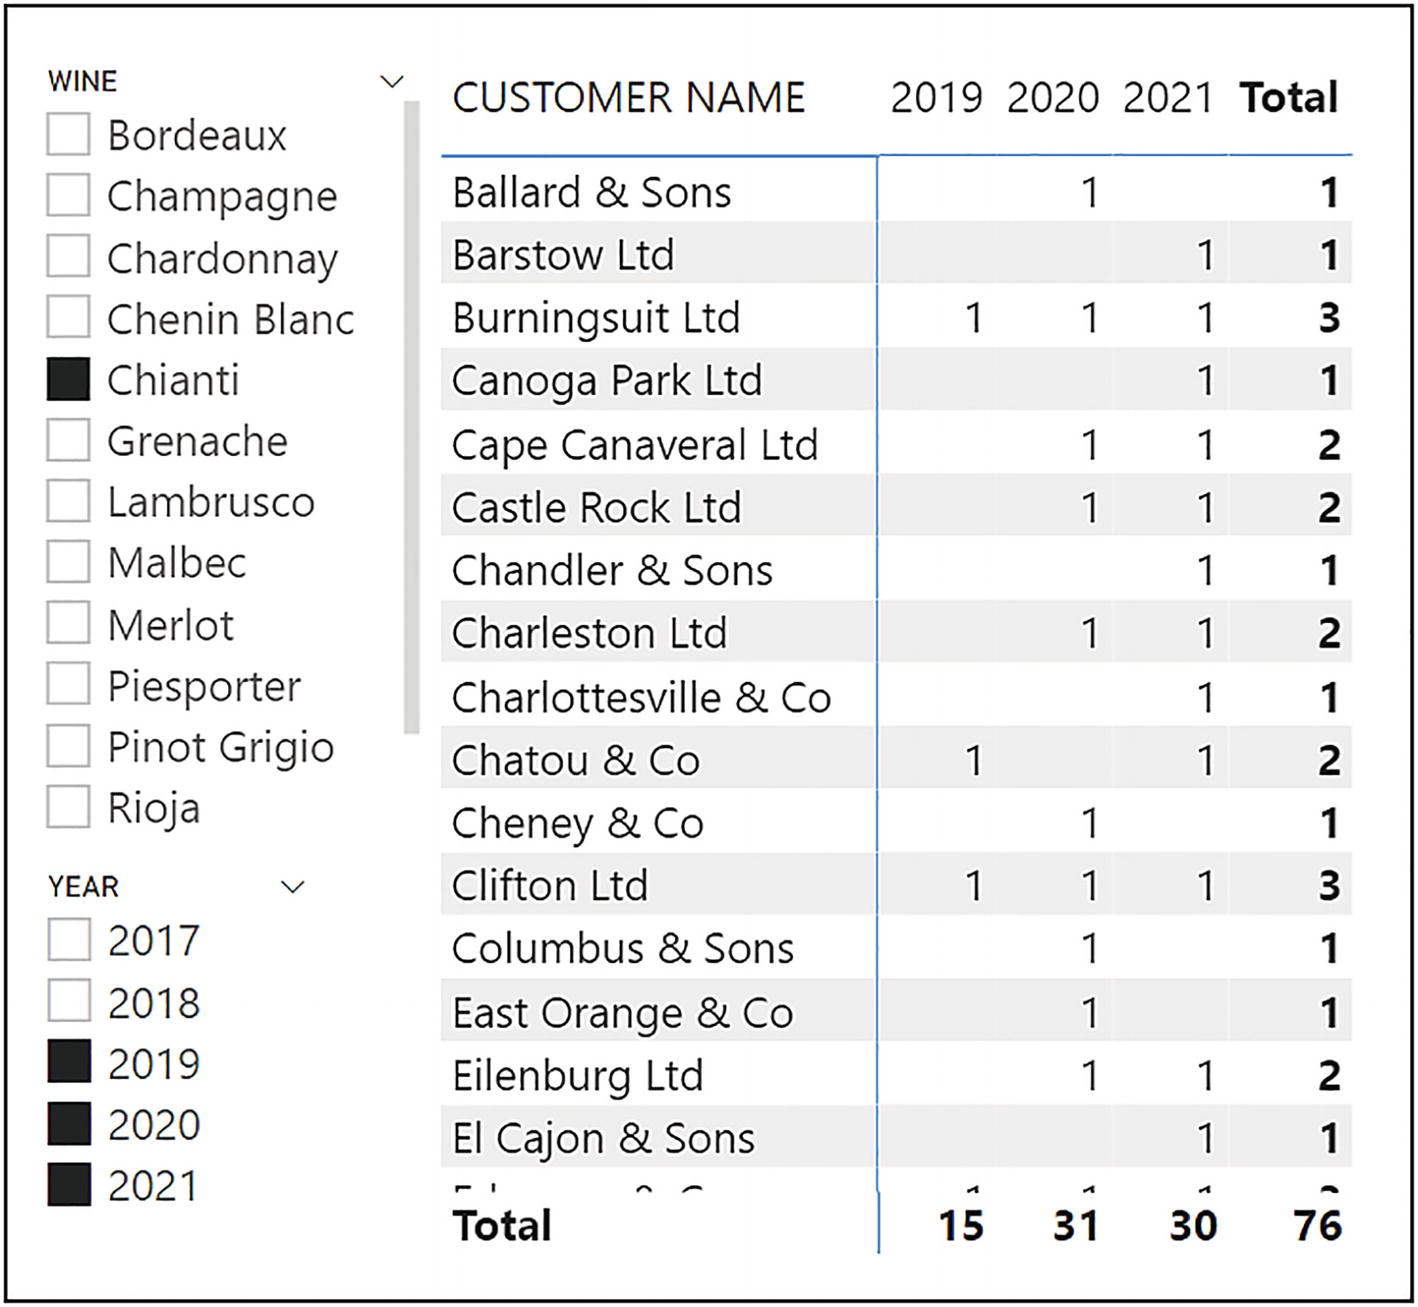 WINE
Bordeaux
Champagne
Chardonnay
Chenin Blanc
Chianti
Grenache
Lambrusco
Malbec
Merlot
Piesporter
Pinot Grigio
Rioja
YEAR
2017
2018
2019
2020
2021
CUSTOMER NAME 2019 2020 2021 Total
Ballard & Sons 1 1
Barstow Ltd 1 1
Burningsuit Ltd 1 1 1 3
Canoga Park Ltd 1 1
Cape Canaveral Ltd 1 1 2
Castle Rock Ltd 1 1 2
Chandler & Sons 1 1
Charleston Ltd 1 1 2
Charlottesville & Co 1 1
Chatou & Co 1 1 2
Cheney & Co 1 1
Clifton Ltd 1 1 1 3
Columbus & Sons 1 1
East Orange & Co 1 1
Eilenburg Ltd 1 1 2
El Cajon & Sons 1 1
Total 15 31 30 76